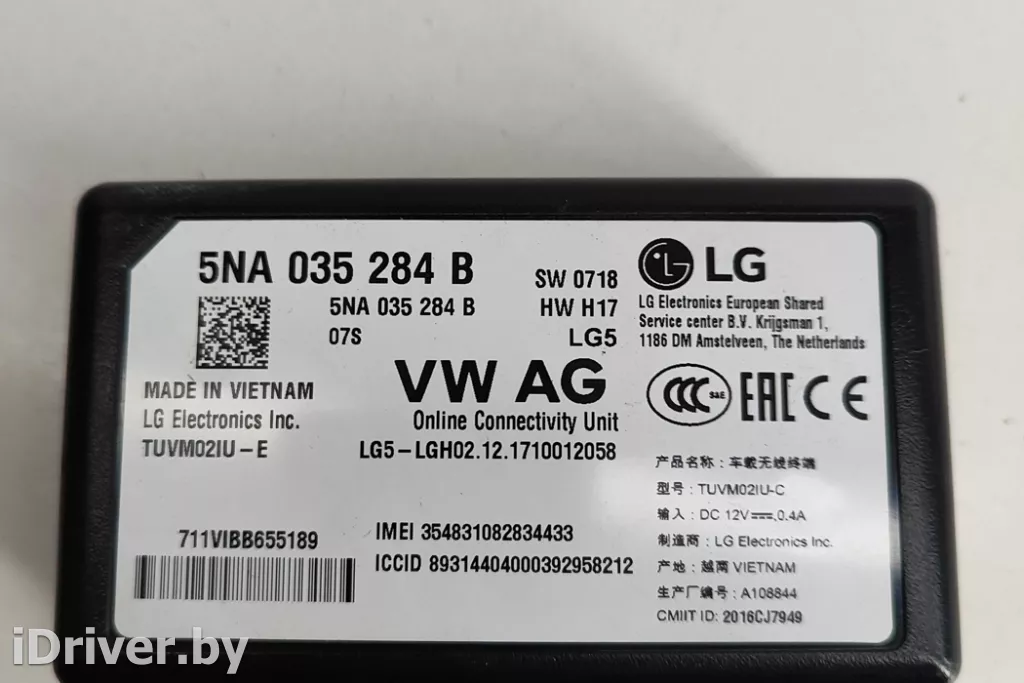 5NA 035 284 B
5NA 035 284 B
07S
SW 0718
HW H17
LG5
LG
LG Electronics European Shared
Service center B.V. Krijgsman 1,
1186 DM Amstelveen, The Netherlands
MADE IN VIETNAM
LG Electronics Inc.
TUVM02IU-E
VW AG
Online Connectivity Unit
LG5-LGH02.12.1710012058
CCC S&E EAC CE
711VIBB655189
IMEI 354831082834433
ICCID 89314404000392958212
产品名称: 车载无线终端
型号: TUVM02IU-C
输入: DC 12V⎓,0.4A
制造商: LG Electronics Inc.
产地: 越南 VIETNAM
生产厂编号: A108844
CMIIT ID: 2016CJ7949
iDriver.by